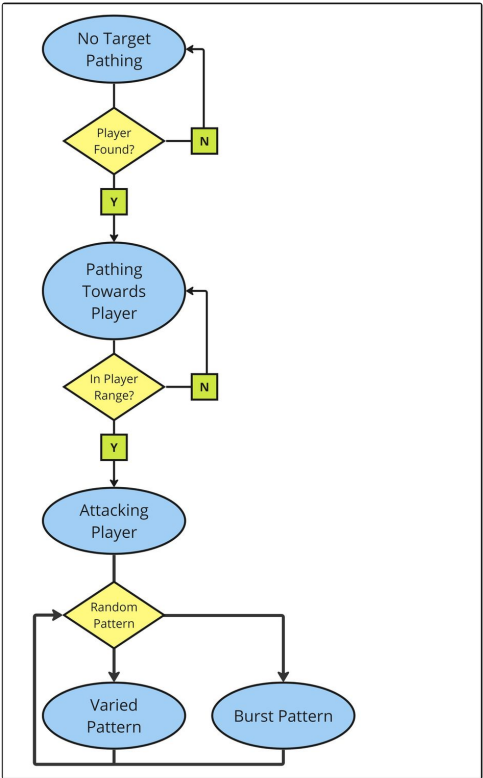 No Target
Pathing
Player
Found?
N
Y
Pathing
Towards
Player
In Player
Range?
N
Y
Attacking
Player
Random
Pattern
Varied
Pattern
Burst Pattern